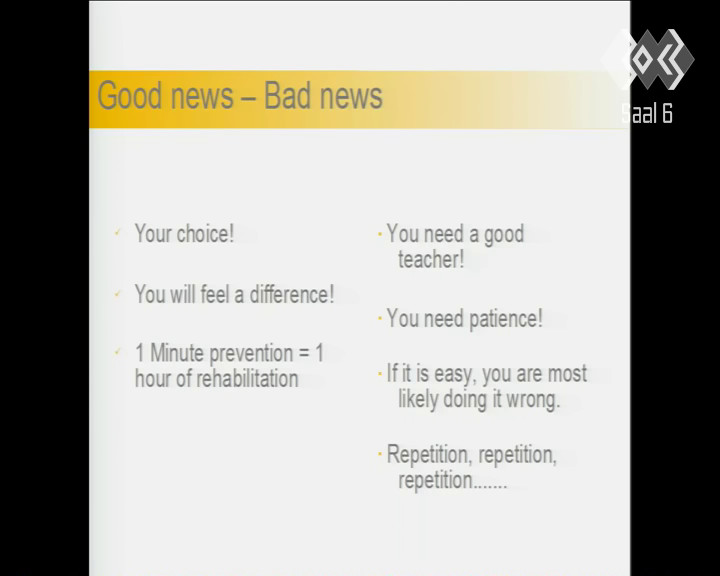 Good news – Bad news
Saal 6
Your choice!
You will feel a difference!
1 Minute prevention = 1
hour of rehabilitation
You need a good
teacher!
You need patience!
If it is easy, you are most
likely doing it wrong.
Repetition, repetition,
repetition.......